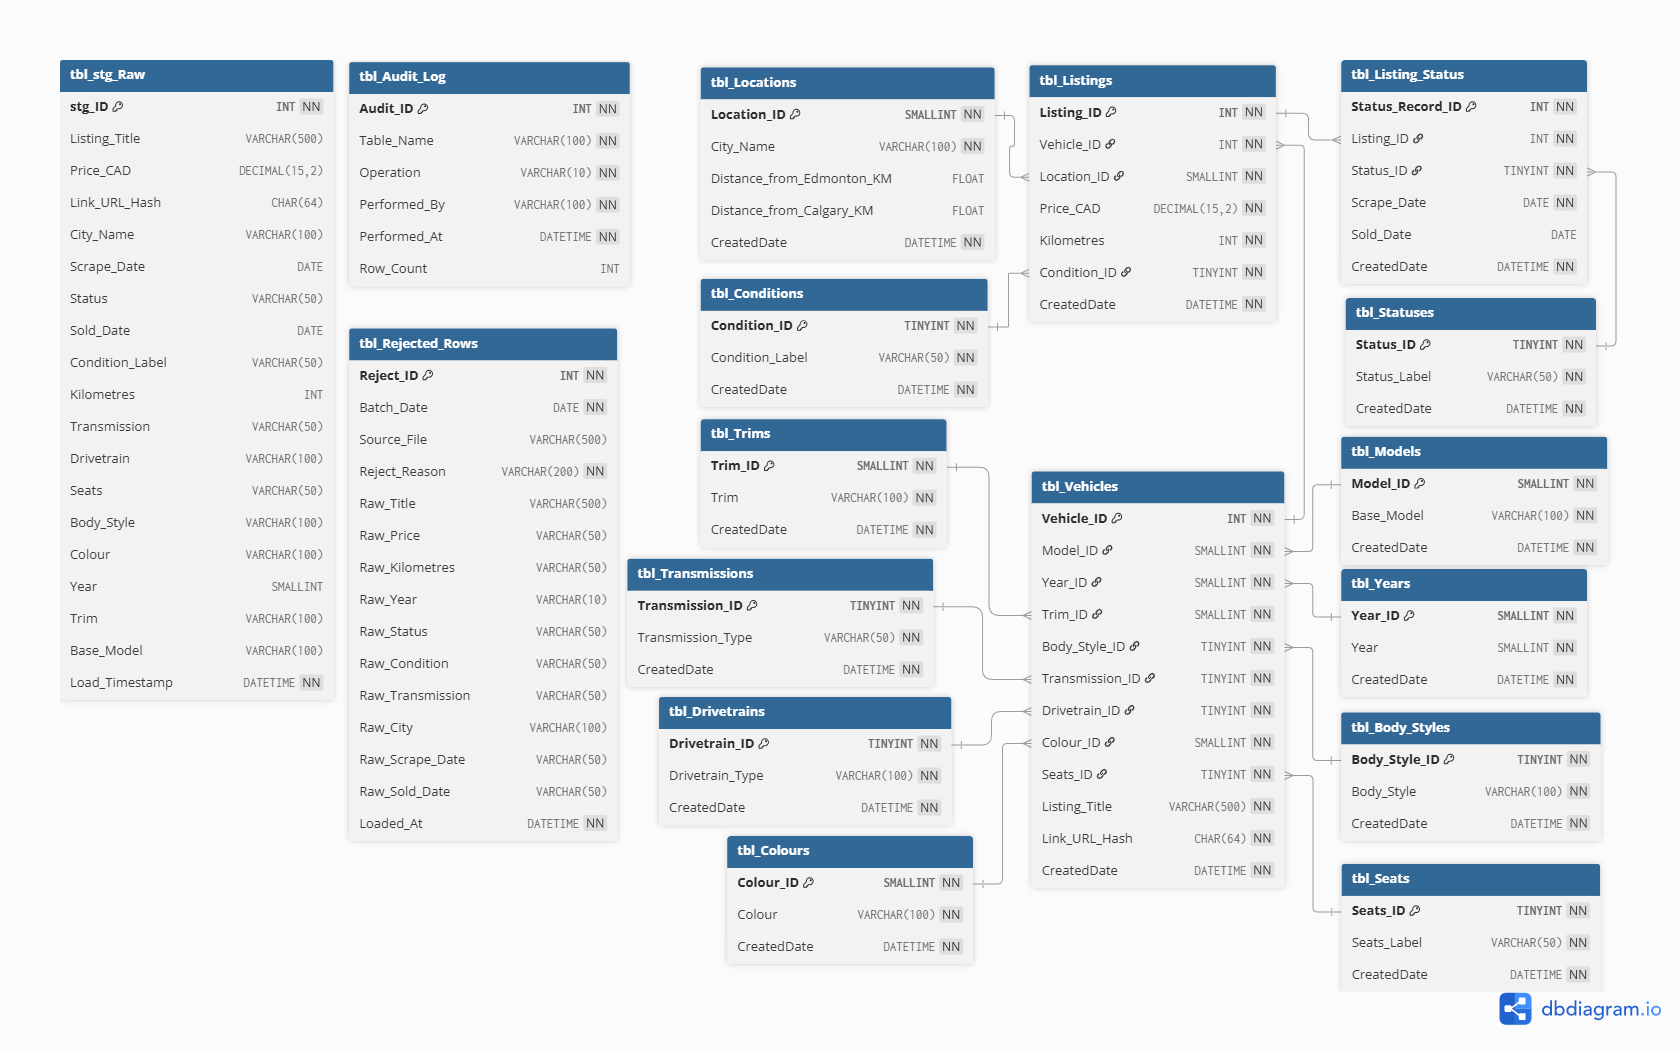 tbl_stg_Raw
stg_ID INT NN
Listing_Title VARCHAR(500)
Price_CAD DECIMAL(15,2)
Link_URL_Hash CHAR(64)
City_Name VARCHAR(100)
Scrape_Date DATE
Status VARCHAR(50)
Sold_Date DATE
Condition_Label VARCHAR(50)
Kilometres INT
Transmission VARCHAR(50)
Drivetrain VARCHAR(100)
Seats VARCHAR(50)
Body_Style VARCHAR(100)
Colour VARCHAR(100)
Year SMALLINT
Trim VARCHAR(100)
Base_Model VARCHAR(100)
Load_Timestamp DATETIME NN
tbl_Audit_Log
Audit_ID INT NN
Table_Name VARCHAR(100) NN
Operation VARCHAR(10) NN
Performed_By VARCHAR(100) NN
Performed_At DATETIME NN
Row_Count INT
tbl_Rejected_Rows
Reject_ID INT NN
Batch_Date DATE NN
Source_File VARCHAR(500)
Reject_Reason VARCHAR(200) NN
Raw_Title VARCHAR(500)
Raw_Price VARCHAR(50)
Raw_Kilometres VARCHAR(50)
Raw_Year VARCHAR(10)
Raw_Status VARCHAR(50)
Raw_Condition VARCHAR(50)
Raw_Transmission VARCHAR(50)
Raw_City VARCHAR(100)
Raw_Scrape_Date VARCHAR(50)
Raw_Sold_Date VARCHAR(50)
Loaded_At DATETIME NN
tbl_Locations
Location_ID SMALLINT NN
City_Name VARCHAR(100) NN
Distance_from_Edmonton_KM FLOAT
Distance_from_Calgary_KM FLOAT
CreatedDate DATETIME NN
tbl_Conditions
Condition_ID TINYINT NN
Condition_Label VARCHAR(50) NN
CreatedDate DATETIME NN
tbl_Trims
Trim_ID SMALLINT NN
Trim VARCHAR(100) NN
CreatedDate DATETIME NN
tbl_Transmissions
Transmission_ID TINYINT NN
Transmission_Type VARCHAR(50) NN
CreatedDate DATETIME NN
tbl_Drivetrains
Drivetrain_ID TINYINT NN
Drivetrain_Type VARCHAR(100) NN
CreatedDate DATETIME NN
tbl_Colours
Colour_ID SMALLINT NN
Colour VARCHAR(100) NN
CreatedDate DATETIME NN
tbl_Listings
Listing_ID INT NN
Vehicle_ID INT NN
Location_ID SMALLINT NN
Price_CAD DECIMAL(15,2) NN
Kilometres INT NN
Condition_ID TINYINT NN
CreatedDate DATETIME NN
tbl_Vehicles
Vehicle_ID INT NN
Model_ID SMALLINT NN
Year_ID SMALLINT NN
Trim_ID SMALLINT NN
Body_Style_ID TINYINT NN
Transmission_ID TINYINT NN
Drivetrain_ID TINYINT NN
Colour_ID SMALLINT NN
Seats_ID TINYINT NN
Listing_Title VARCHAR(500) NN
Link_URL_Hash CHAR(64) NN
CreatedDate DATETIME NN
tbl_Listing_Status
Status_Record_ID INT NN
Listing_ID INT NN
Status_ID TINYINT NN
Scrape_Date DATE NN
Sold_Date DATE
CreatedDate DATETIME NN
tbl_Statuses
Status_ID TINYINT NN
Status_Label VARCHAR(50) NN
CreatedDate DATETIME NN
tbl_Models
Model_ID SMALLINT NN
Base_Model VARCHAR(100) NN
CreatedDate DATETIME NN
tbl_Years
Year_ID SMALLINT NN
Year SMALLINT NN
CreatedDate DATETIME NN
tbl_Body_Styles
Body_Style_ID TINYINT NN
Body_Style VARCHAR(100) NN
CreatedDate DATETIME NN
tbl_Seats
Seats_ID TINYINT NN
Seats_Label VARCHAR(50) NN
CreatedDate DATETIME NN
dbdiagram.io